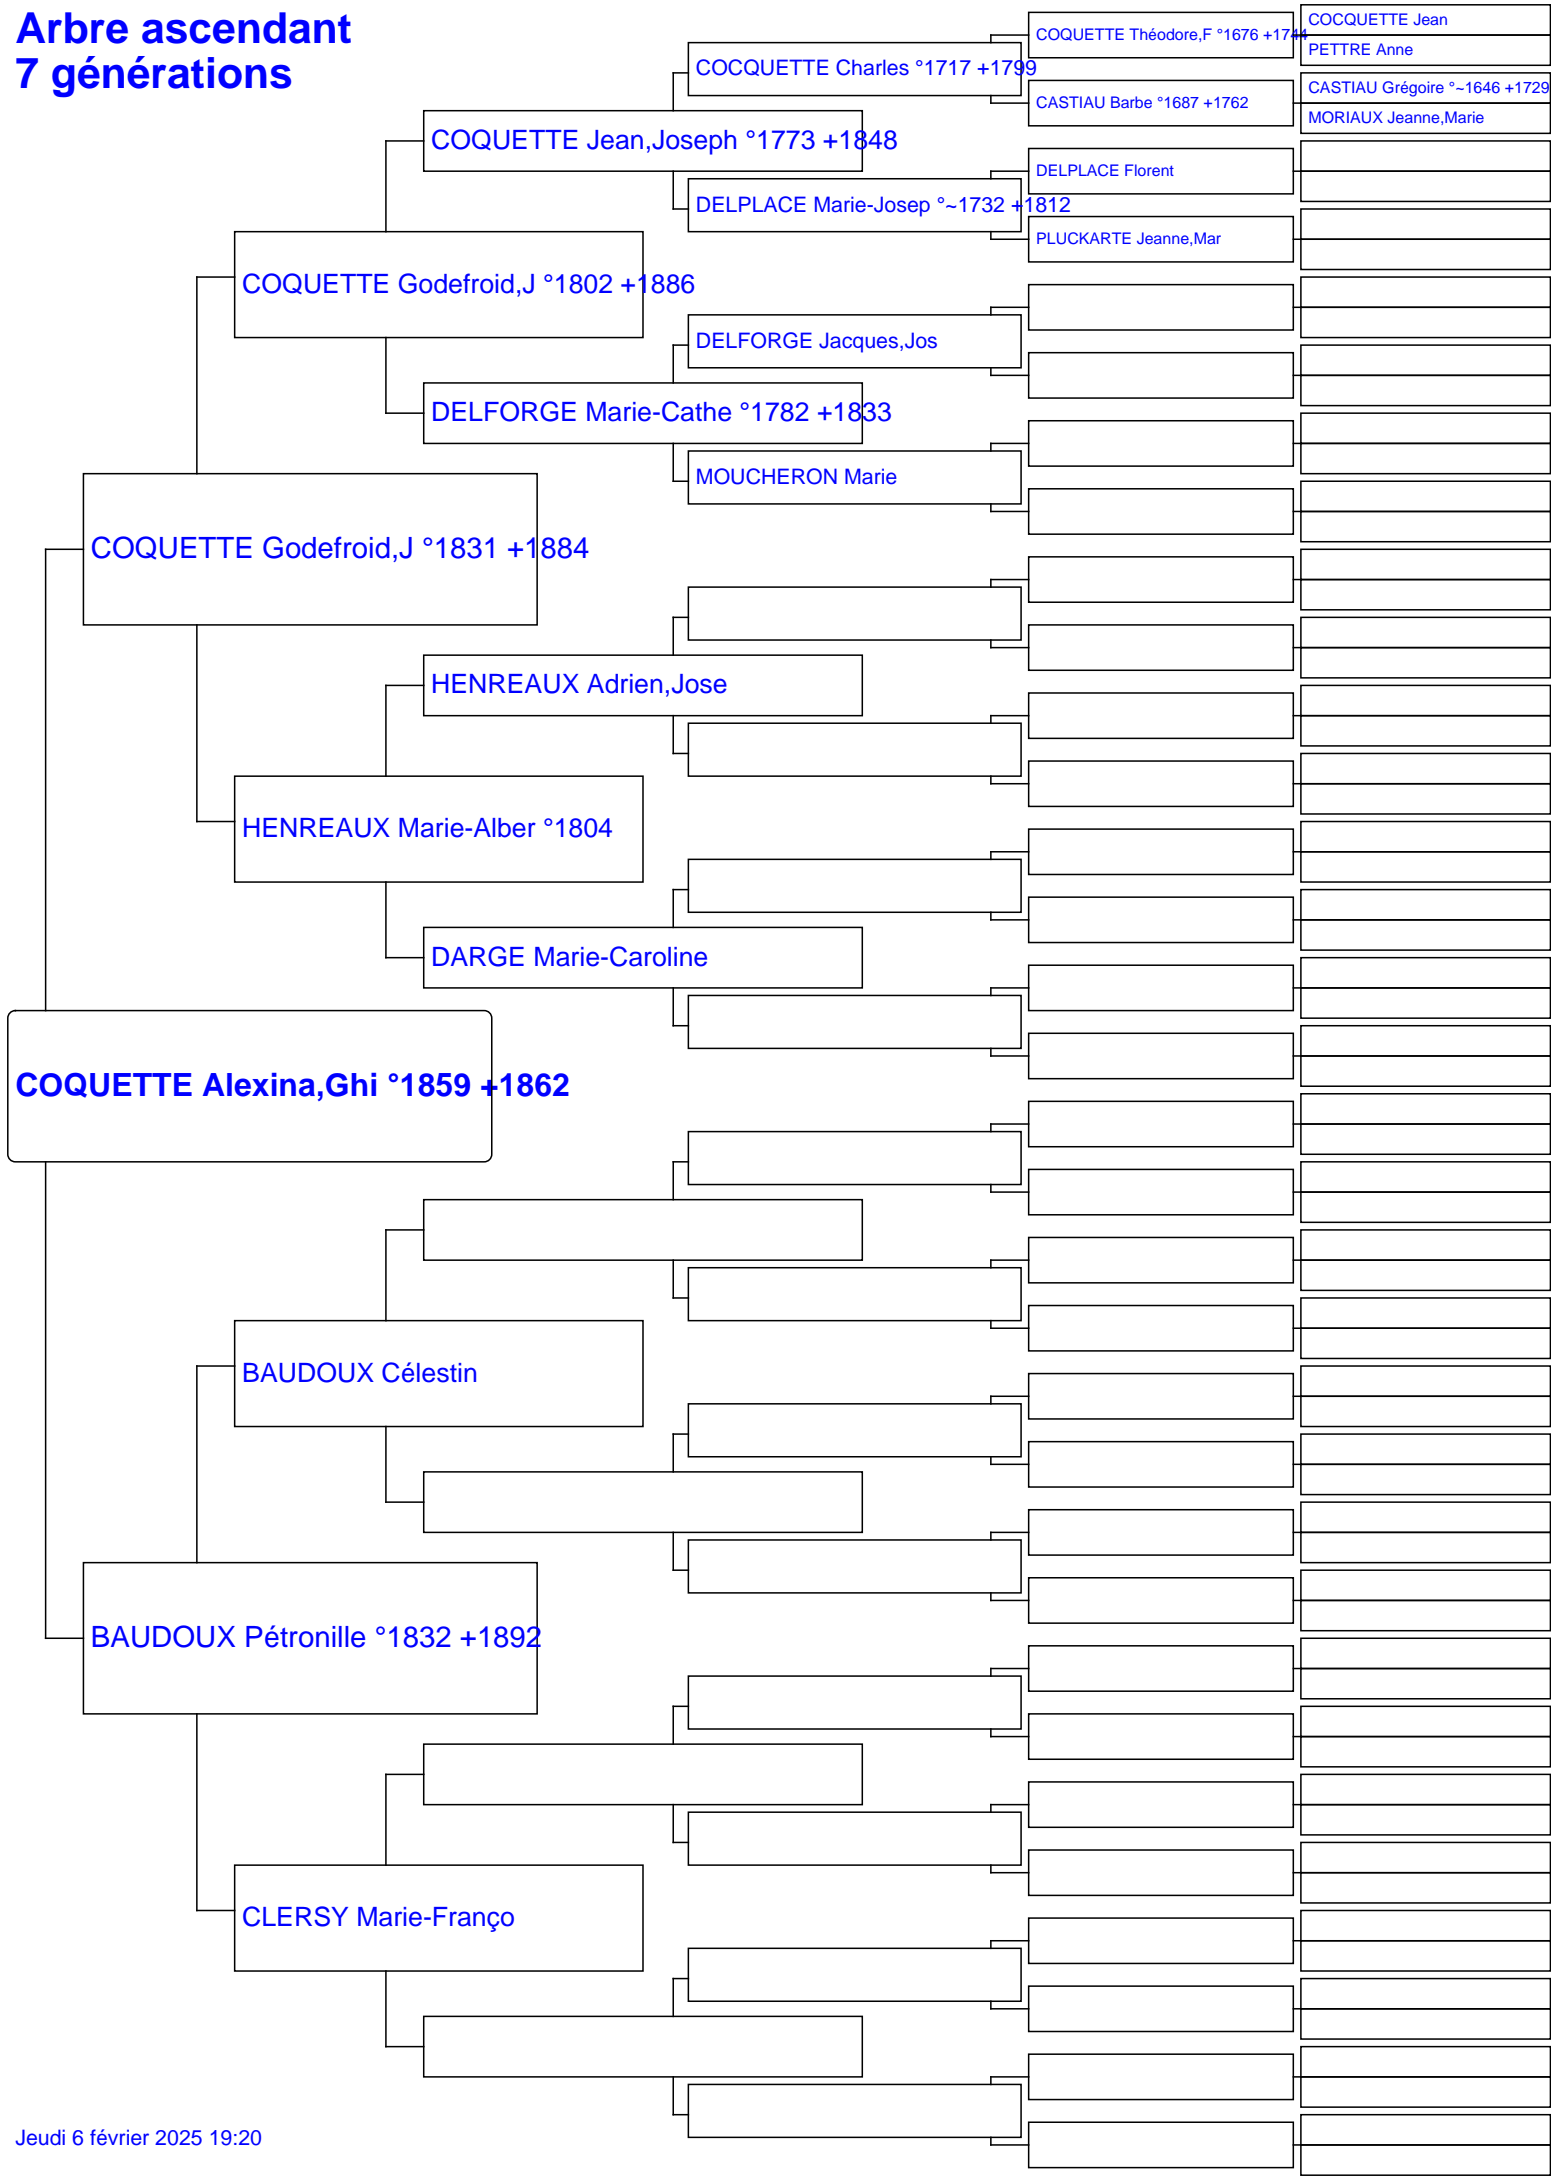 Arbre ascendant
7 générations
COCQUETTE Jean
COQUETTE Théodore,F °1676 +1744
PETTRE Anne
COCQUETTE Charles °1717 +1799
CASTIAU Grégoire °~1646 +1729
CASTIAU Barbe °1687 +1762
MORIAUX Jeanne,Marie
COQUETTE Jean,Joseph °1773 +1848
DELPLACE Florent
DELPLACE Marie-Josep °~1732 +1812
PLUCKARTE Jeanne,Mar
COQUETTE Godefroid,J °1802 +1886
DELFORGE Jacques,Jos
DELFORGE Marie-Cathe °1782 +1833
MOUCHERON Marie
COQUETTE Godefroid,J °1831 +1884
HENREAUX Adrien,Jose
HENREAUX Marie-Alber °1804
DARGE Marie-Caroline
COQUETTE Alexina,Ghi °1859 +1862
BAUDOUX Célestin
BAUDOUX Pétronille °1832 +1892
CLERSY Marie-Franço
Jeudi 6 février 2025 19:20